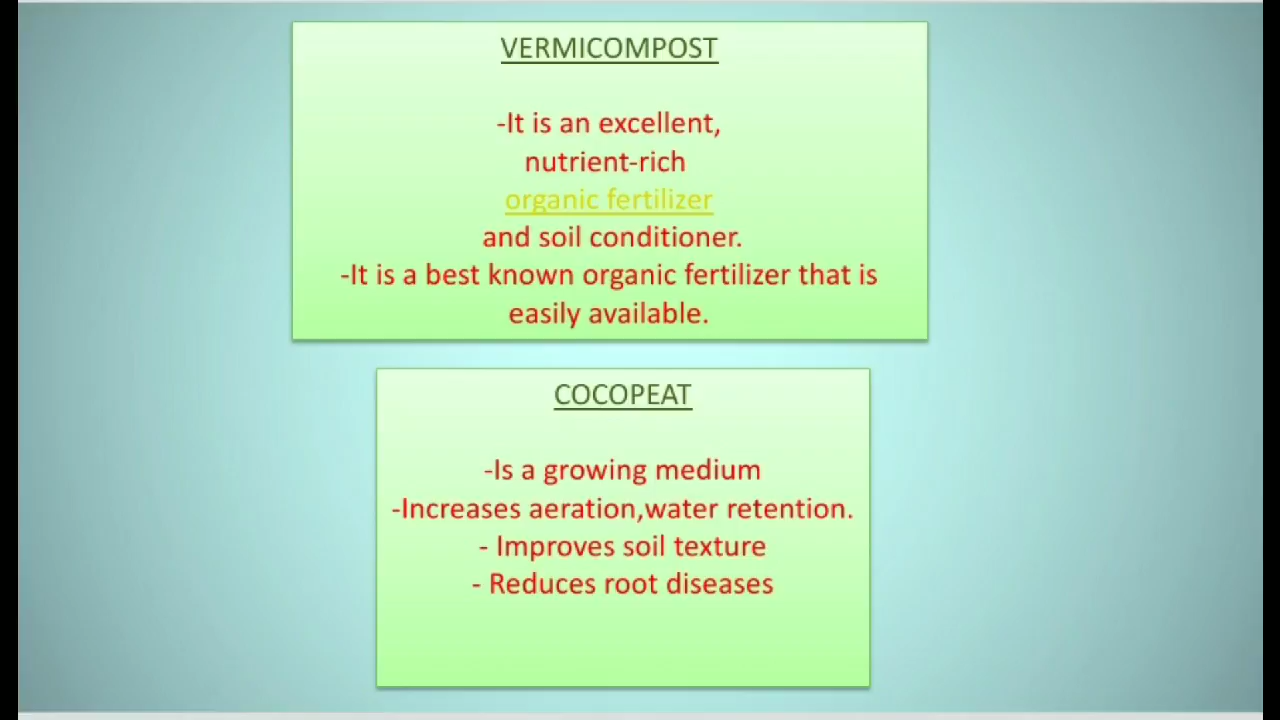 VERMICOMPOST
-It is an excellent,
nutrient-rich
organic fertilizer
and soil conditioner.
-It is a best known organic fertilizer that is
easily available.
COCOPEAT
-Is a growing medium
-Increases aeration,water retention.
- Improves soil texture
- Reduces root diseases